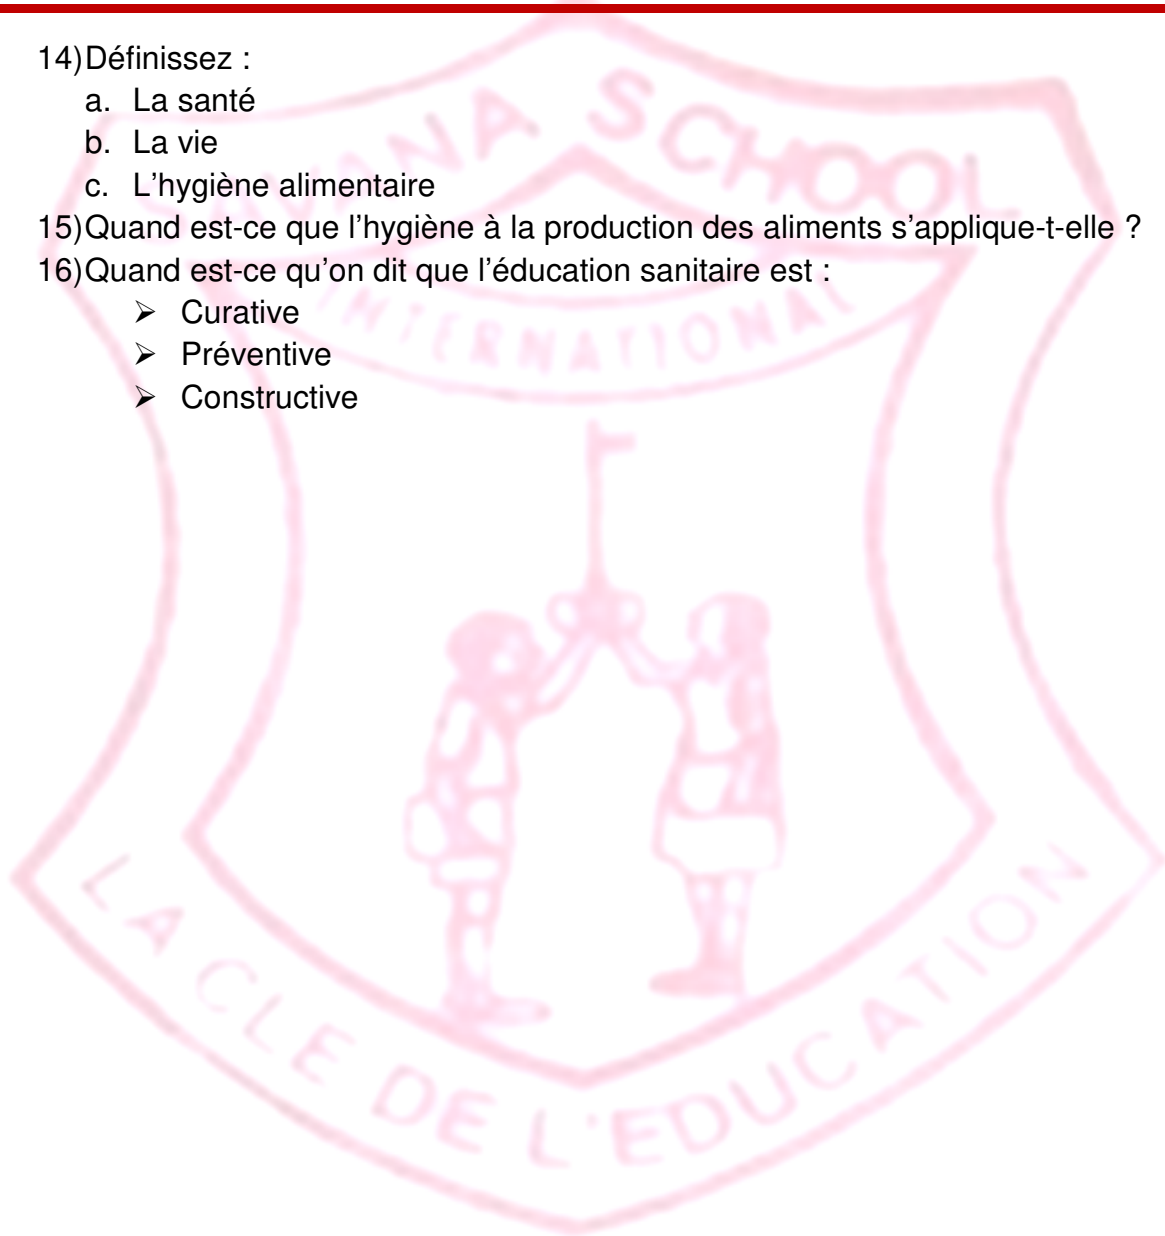 14)Définissez :
a. La santé
b. La vie
c. L'hygiène alimentaire
15)Quand est-ce que l'hygiène à la production des aliments s'applique-t-elle ?
16)Quand est-ce qu'on dit que l'éducation sanitaire est :
➢ Curative
➢ Préventive
➢ Constructive
SCHOOL
INTERNATIONAL
LA CLE DE L'EDUCATION